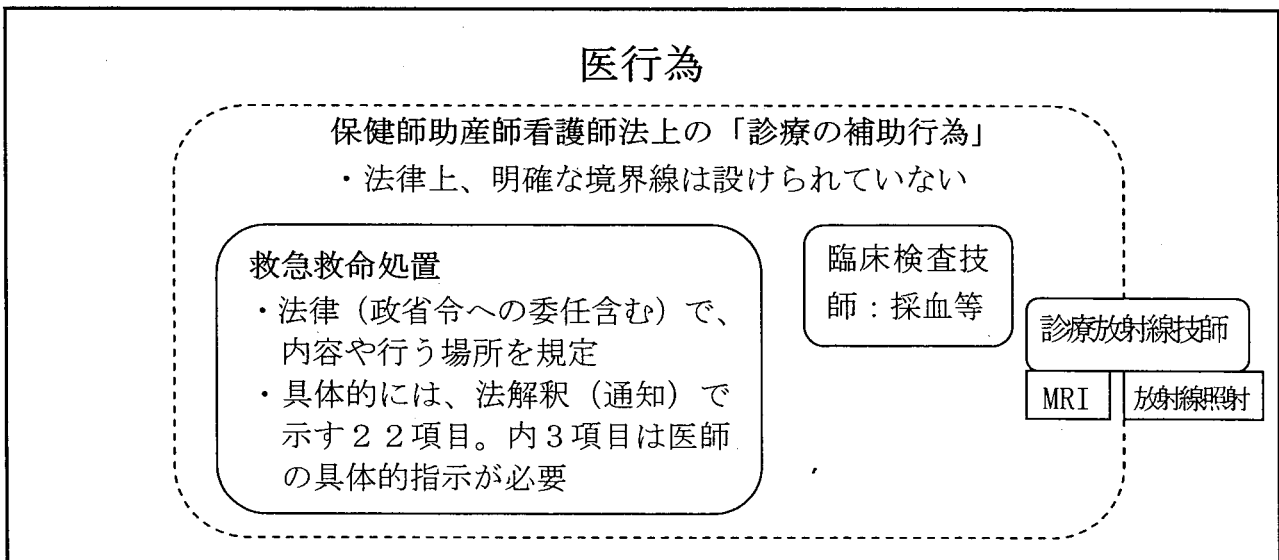 医行為
保健師助産師看護師法上の「診療の補助行為」
・法律上、明確な境界線は設けられていない
救急救命処置
・法律（政省令への委任含む）で、
内容や行う場所を規定
・具体的には、法解釈（通知）で
示す２２項目。内３項目は医師
の具体的指示が必要
臨床検査技
師：採血等
診療放射線技師
MRI
放射線照射